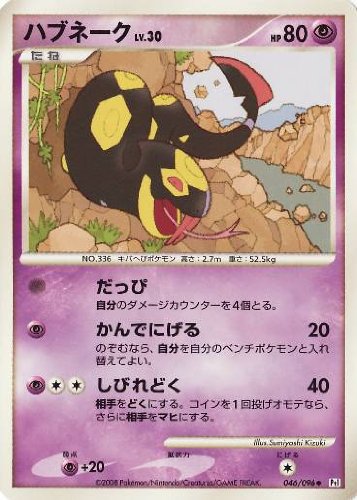 ハブネーク LV.30 HP 80
たね
NO.336 キバへびポケモン 高さ：2.7m 重さ：52.5kg
だっぴ
自分のダメージカウンターを4個とる。
かんでにげる 20
のぞむなら、自分を自分のベンチポケモンと入れ
替えてよい。
しびれどく 40
相手をどくにする。コインを1回投げオモテなら、
さらに相手をマヒにする。
Illus. Sumiyoshi Kizuki
弱点 抵抗力 にげる
+20
©2008 Pokémon/Nintendo/Creatures/GAME FREAK.
046/096